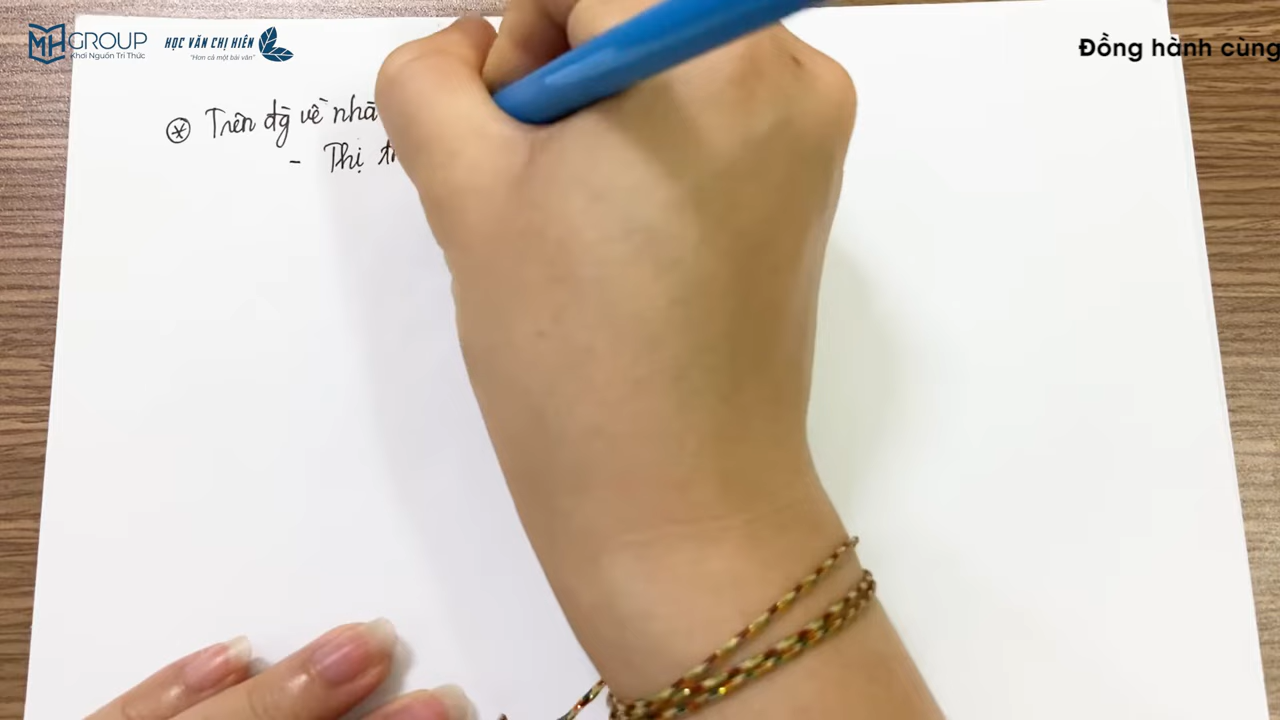 MH GROUP
Khơi Nguồn Tri Thức
HỌC VĂN CHỊ HIÊN
"Hơn cả một bài văn"
Đồng hành cùng
⊛ Trên đg̀ về nhà
- Thị